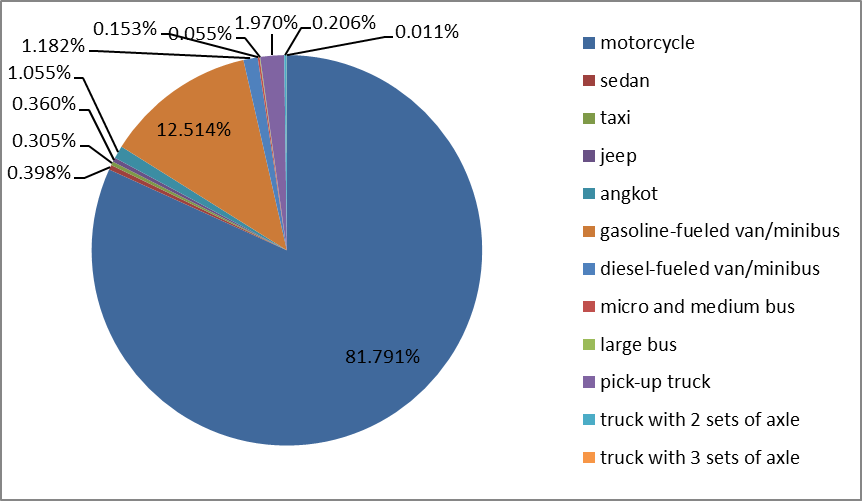 1.970%
0.206%
0.153%
0.055%
0.011%
1.182%
1.055%
0.360%
0.305%
0.398%
12.514%
81.791%
motorcycle
sedan
taxi
jeep
angkot
gasoline-fueled van/minibus
diesel-fueled van/minibus
micro and medium bus
large bus
pick-up truck
truck with 2 sets of axle
truck with 3 sets of axle